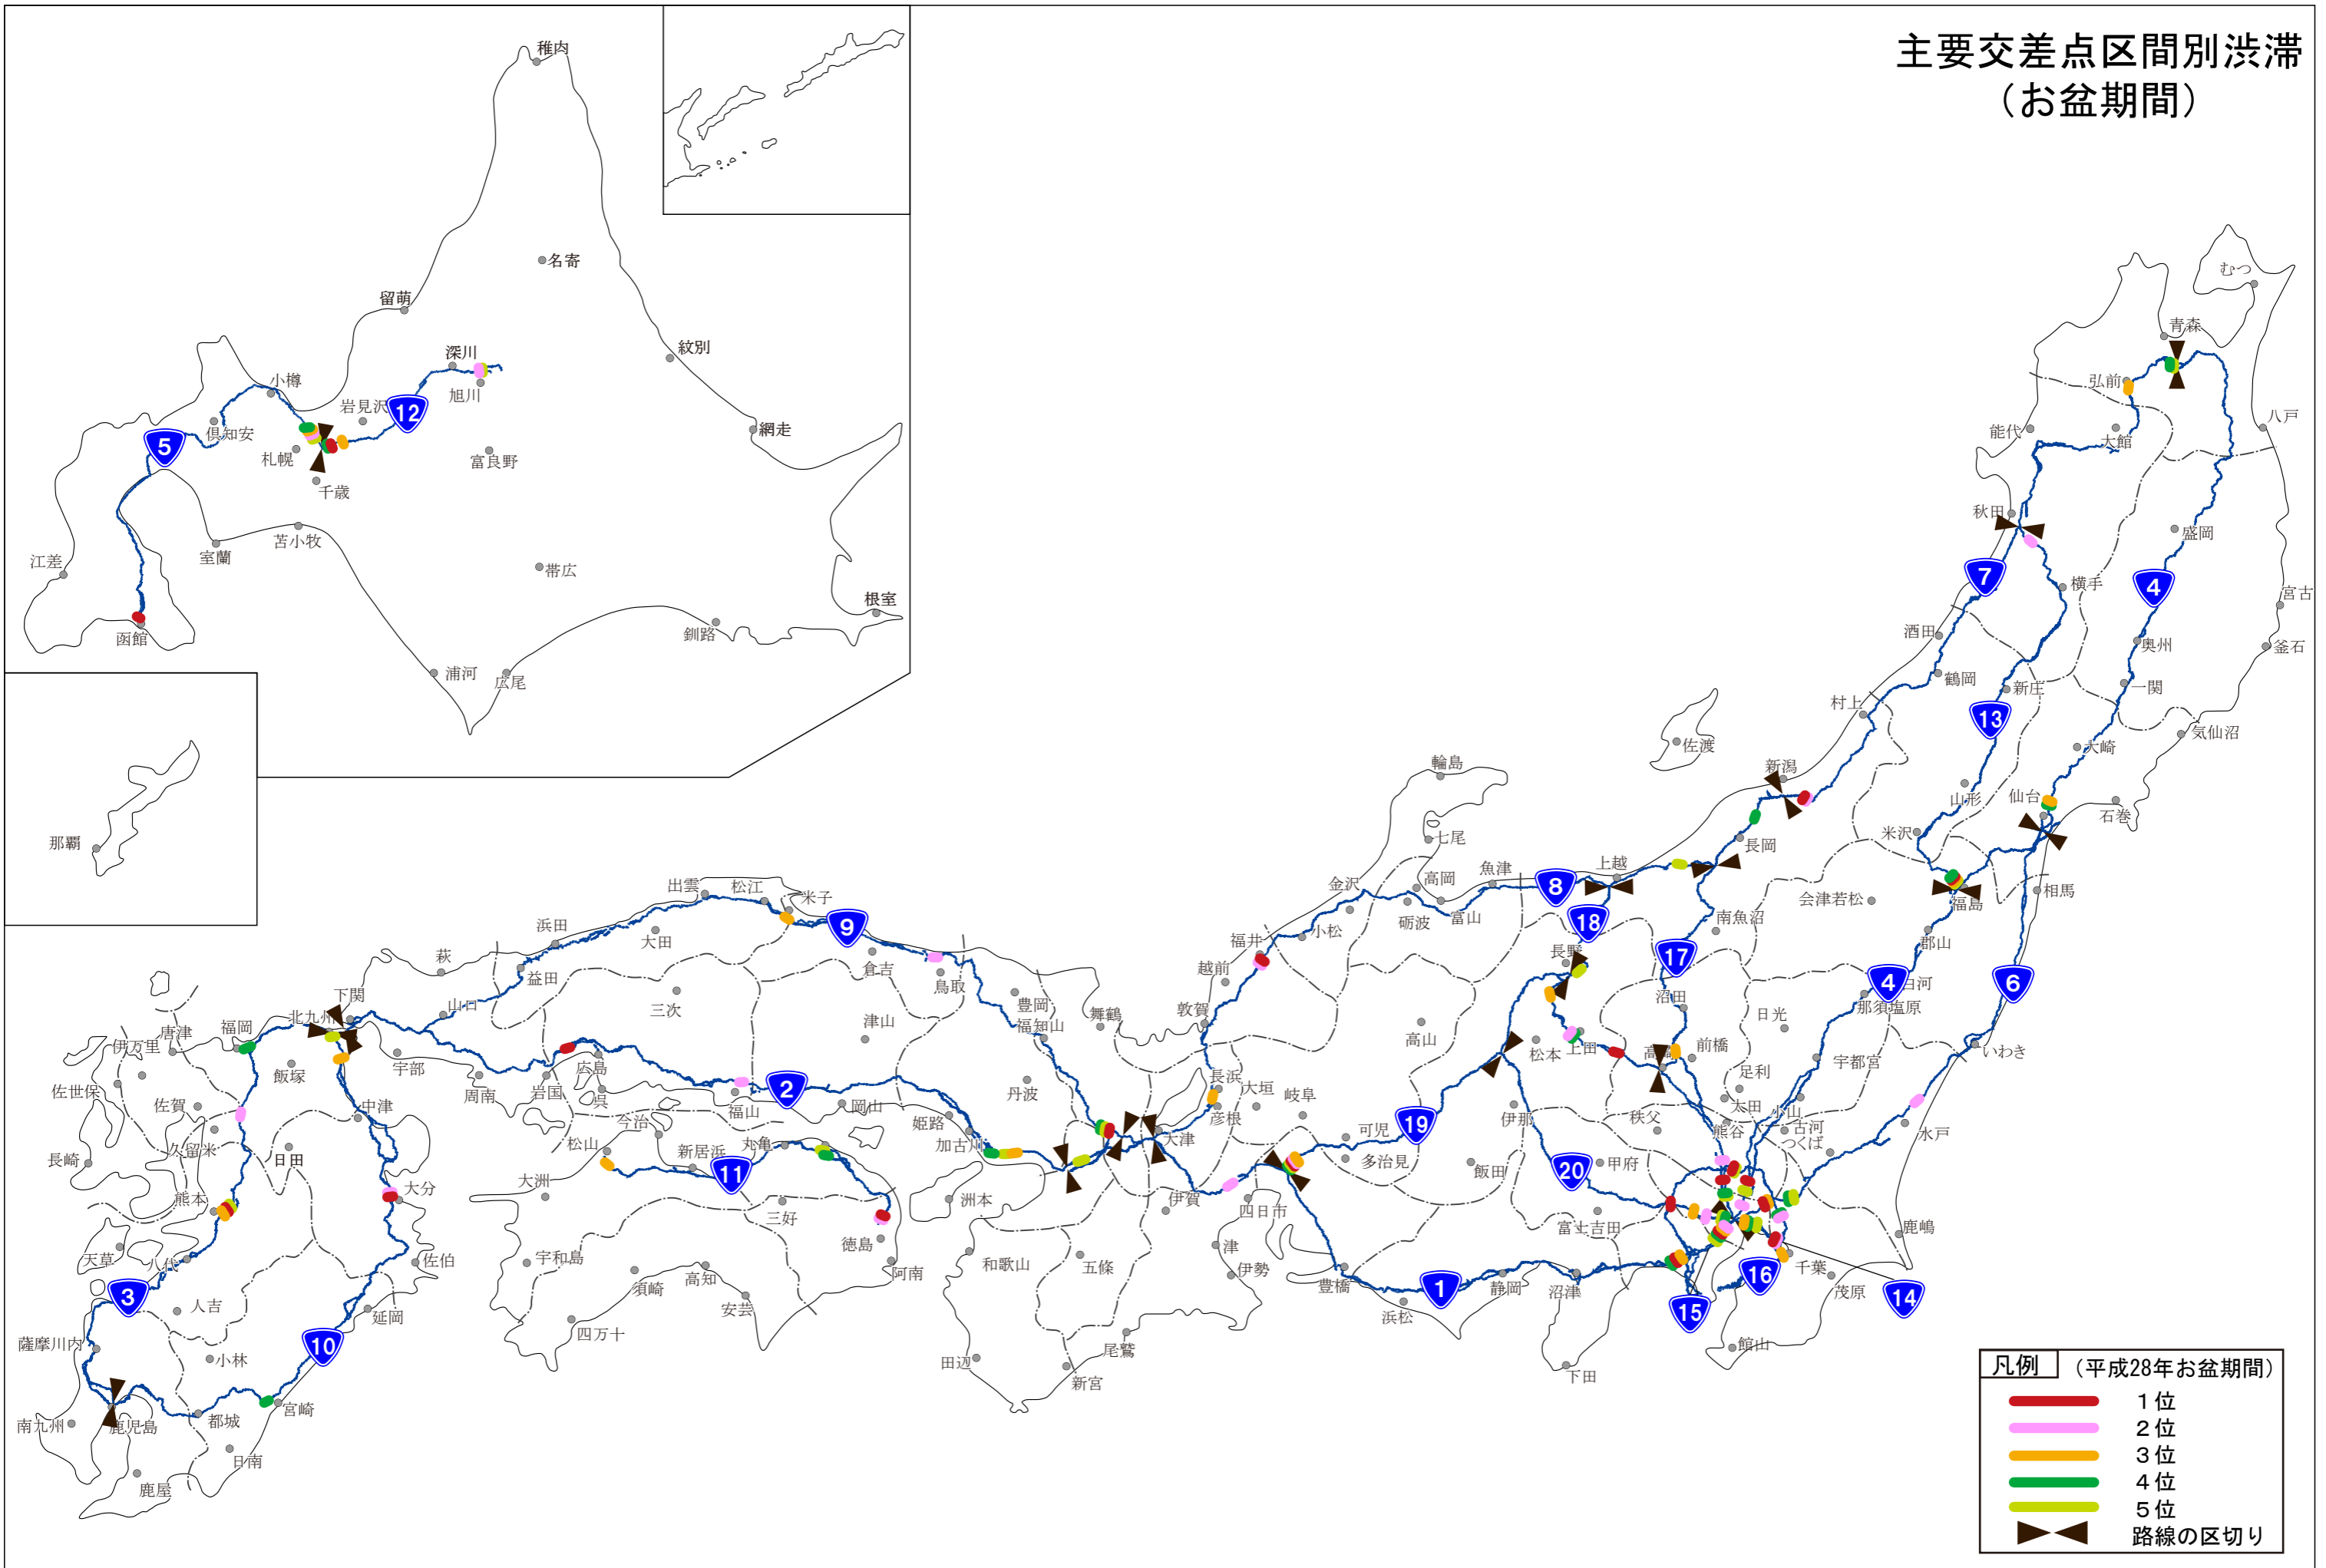 主要交差点区間別渋滞
（お盆期間）
稚内
名寄
留萌
紋別
深川
旭川
小樽
岩見沢
12
倶知安
5
札幌
富良野
網走
千歳
苫小牧
室蘭
江差
帯広
根室
函館
釧路
浦河
広尾
那覇
むつ
青森
弘前
八戸
能代
大館
秋田
盛岡
7
横手
4
宮古
酒田
奥州
釜石
鶴岡
新庄
一関
村上
13
気仙沼
佐渡
大崎
輪島
新潟
山形
仙台
石巻
米沢
七尾
長岡
魚津
上越
高岡
金沢
8
会津若松
福島
相馬
砺波
富山
18
南魚沼
出雲
松江
米子
9
浜田
大田
小松
福井
郡山
長野
17
越前
萩
益田
倉吉
鳥取
4
白河
6
那須塩原
下関
山口
三次
豊岡
沼田
日光
北九州
津山
福知山
舞鶴
敦賀
高山
唐津
福岡
伊万里
松本
上田
高崎
前橋
宇都宮
いわき
飯塚
宇部
広島
佐世保
周南
岩国
呉
2
福山
岡山
丹波
長浜
大垣
岐阜
足利
佐賀
中津
彦根
伊那
太田
小山
秩父
今治
姫路
19
熊谷
古河
水戸
久留米
松山
新居浜
丸亀
加古川
大津
可児
つくば
長崎
日田
11
多治見
飯田
20
甲府
熊本
大分
大洲
三好
洲本
伊賀
四日市
富士吉田
鹿嶋
徳島
天草
八代
佐伯
宇和島
須崎
高知
阿南
和歌山
五條
津
伊勢
16
千葉
3
人吉
延岡
安芸
豊橋
浜松
1
静岡
沼津
15
茂原
14
薩摩川内
10
小林
四万十
田辺
尾鷲
新宮
館山
下田
南九州
鹿児島
都城
宮崎
日南
鹿屋
凡例
（平成28年お盆期間）
１位
２位
３位
４位
５位
路線の区切り